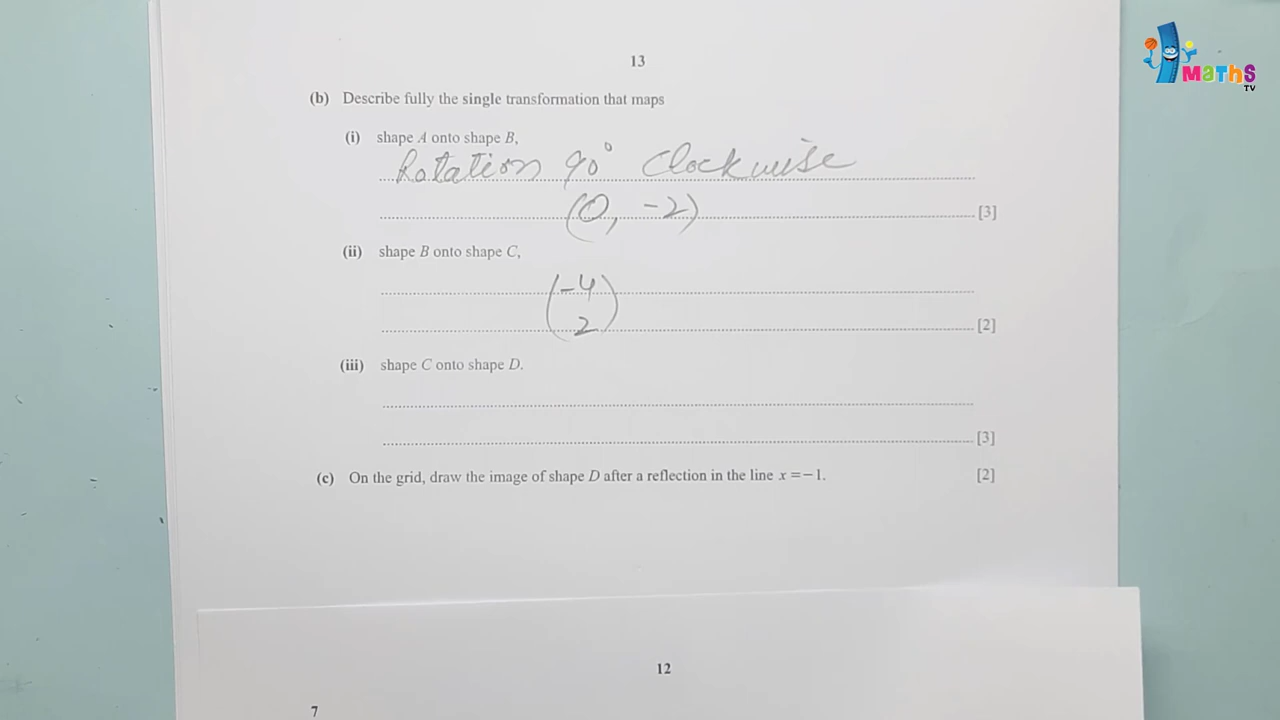 MaTHS
TV
13
(b) Describe fully the single transformation that maps
(i) shape A onto shape B,
Rotation 90° Clockwise
(0, -2) [3]
(ii) shape B onto shape C,
(-4
2) [2]
(iii) shape C onto shape D.
[3]
(c) On the grid, draw the image of shape D after a reflection in the line x = -1. [2]
12
7